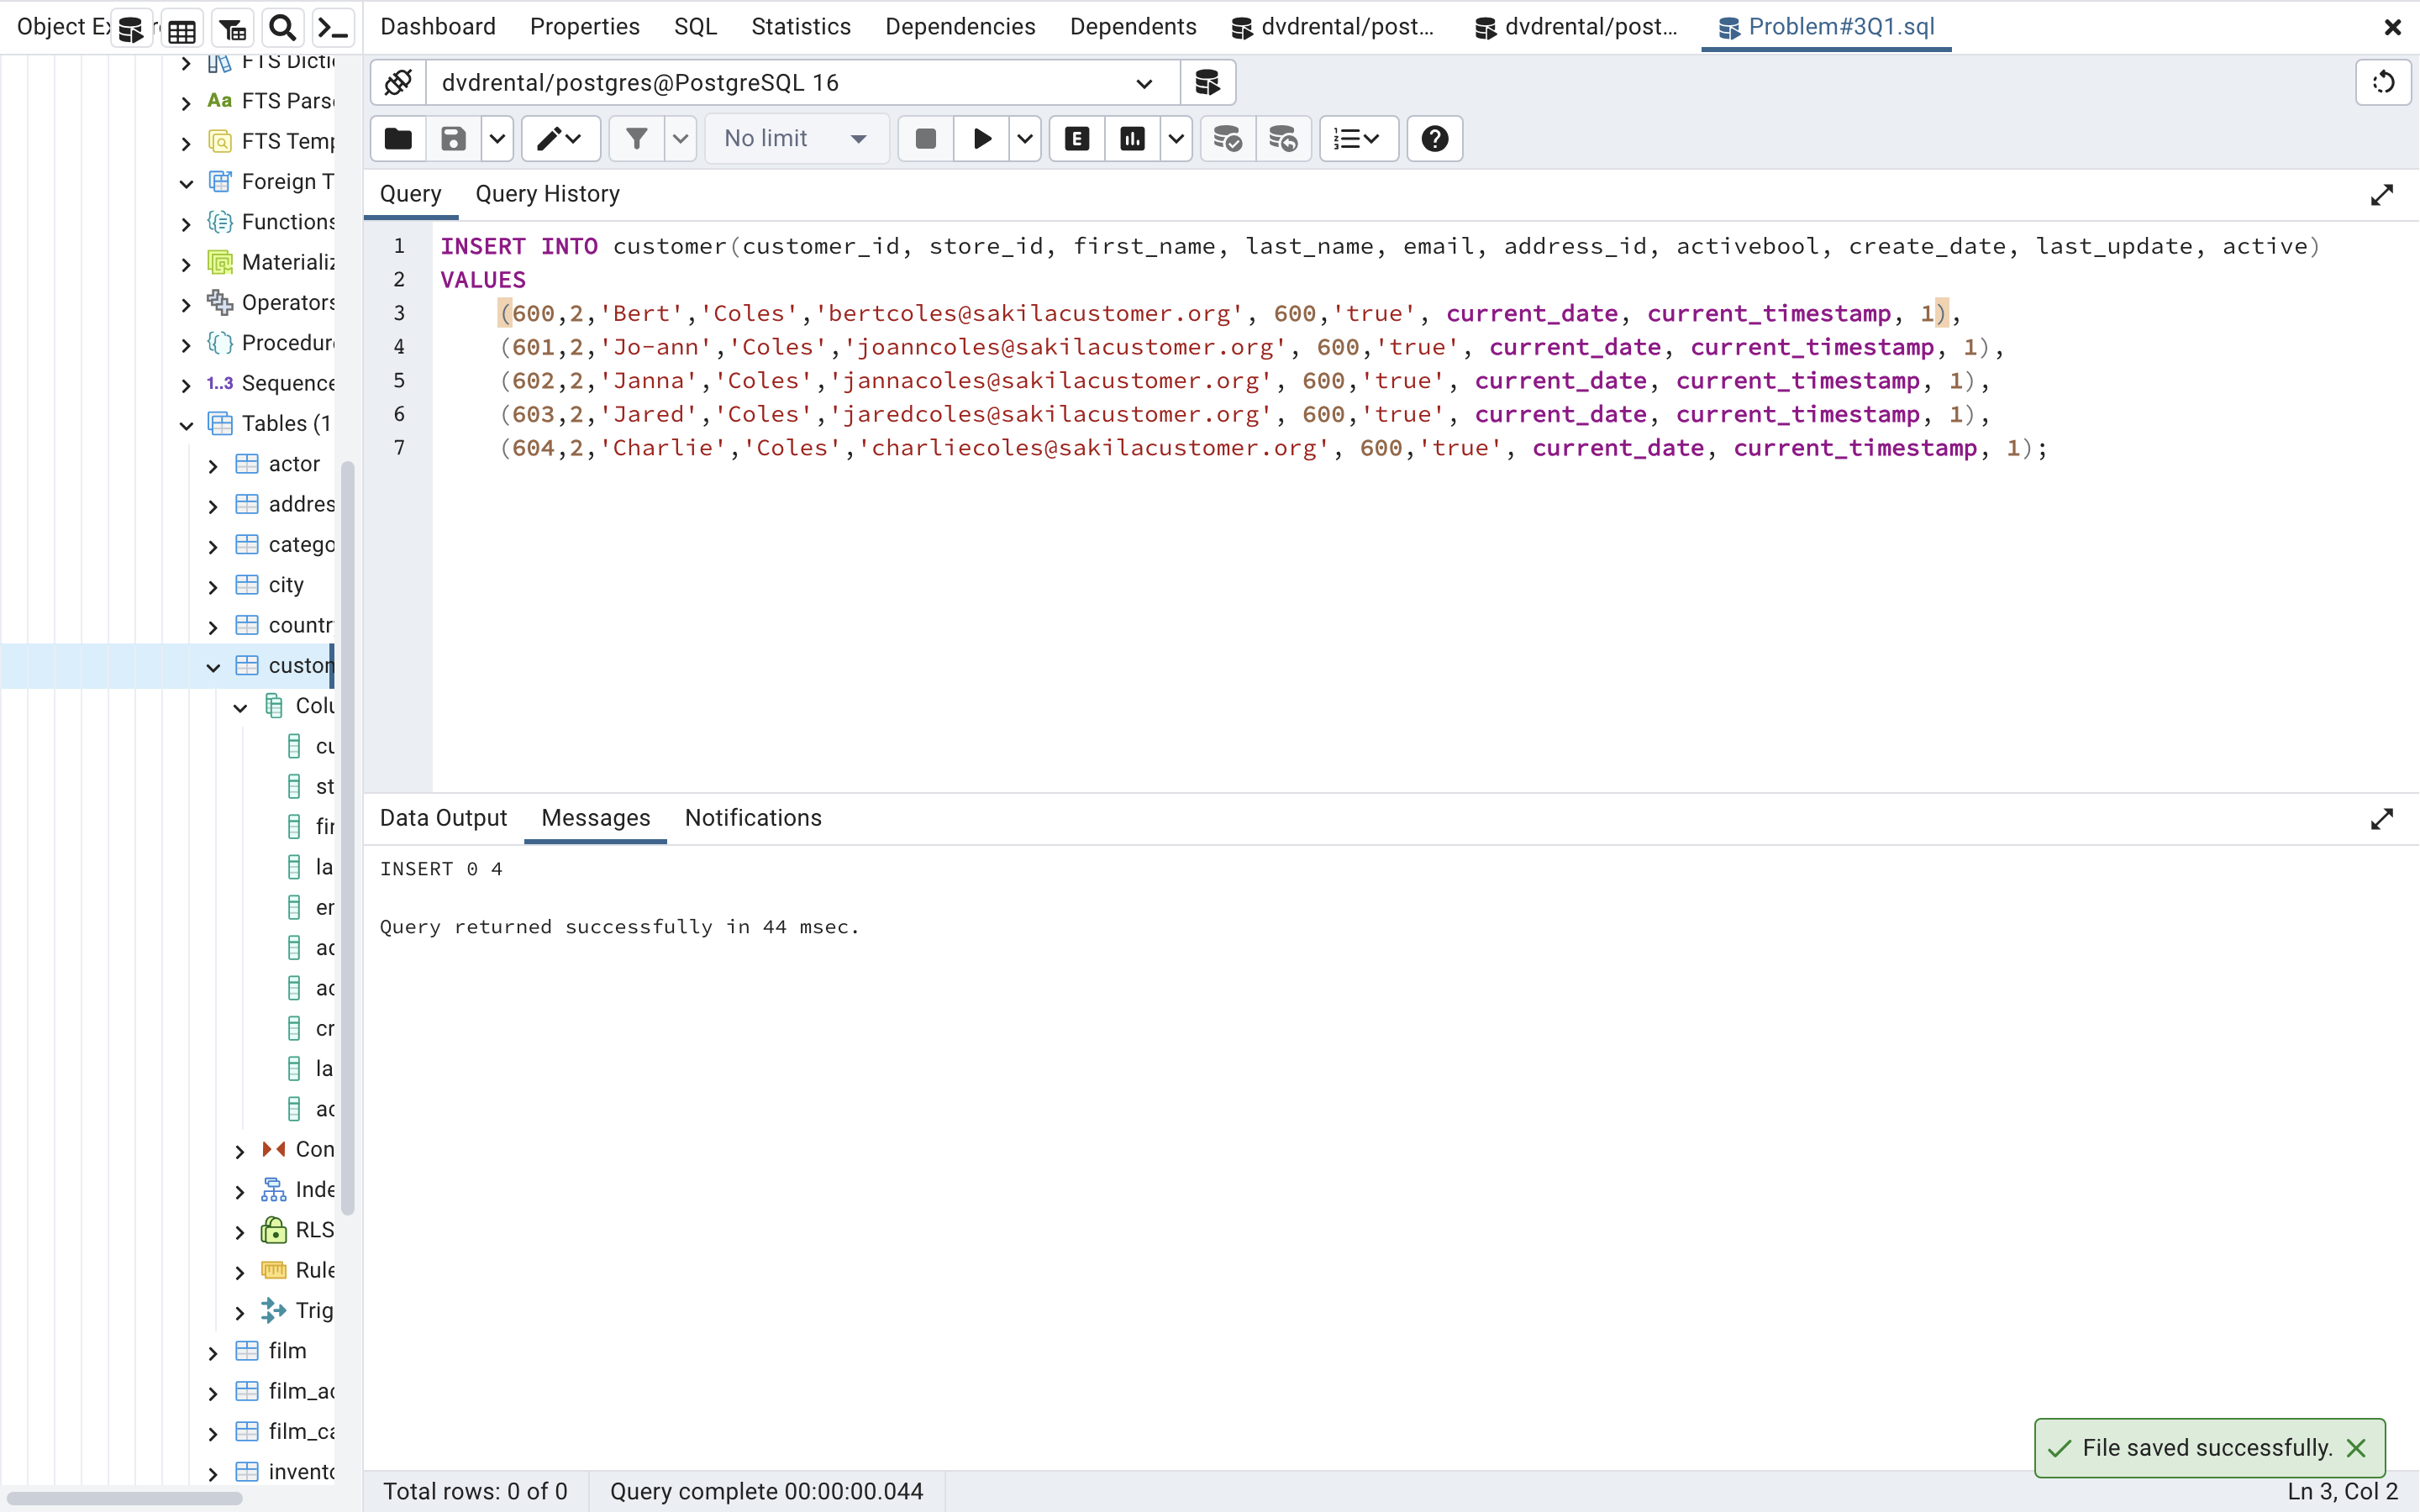 Object Ex
Dashboard Properties SQL Statistics Dependencies Dependents dvdrental/post... dvdrental/post... Problem#3Q1.sql
dvdrental/postgres@PostgreSQL 16
No limit
E
Query Query History
1 INSERT INTO customer(customer_id, store_id, first_name, last_name, email, address_id, activebool, create_date, last_update, active)
2 VALUES
3 (600,2,'Bert','Coles','bertcoles@sakilacustomer.org', 600,'true', current_date, current_timestamp, 1),
4 (601,2,'Jo-ann','Coles','joanncoles@sakilacustomer.org', 600,'true', current_date, current_timestamp, 1),
5 (602,2,'Janna','Coles','jannacoles@sakilacustomer.org', 600,'true', current_date, current_timestamp, 1),
6 (603,2,'Jared','Coles','jaredcoles@sakilacustomer.org', 600,'true', current_date, current_timestamp, 1),
7 (604,2,'Charlie','Coles','charliecoles@sakilacustomer.org', 600,'true', current_date, current_timestamp, 1);
FTS Dicti
Aa FTS Pars
FTS Temp
Foreign T
Functions
Materializ
Operators
Procedur
1..3 Sequence
Tables (1
actor
addres
catego
city
countr
custom
Colu
cu
st
fir
la
em
ad
ac
cr
la
ac
Con
Inde
RLS
Rule
Trig
film
film_ac
film_ca
invento
Data Output Messages Notifications
INSERT 0 4
Query returned successfully in 44 msec.
File saved successfully.
Total rows: 0 of 0 Query complete 00:00:00.044 Ln 3, Col 2